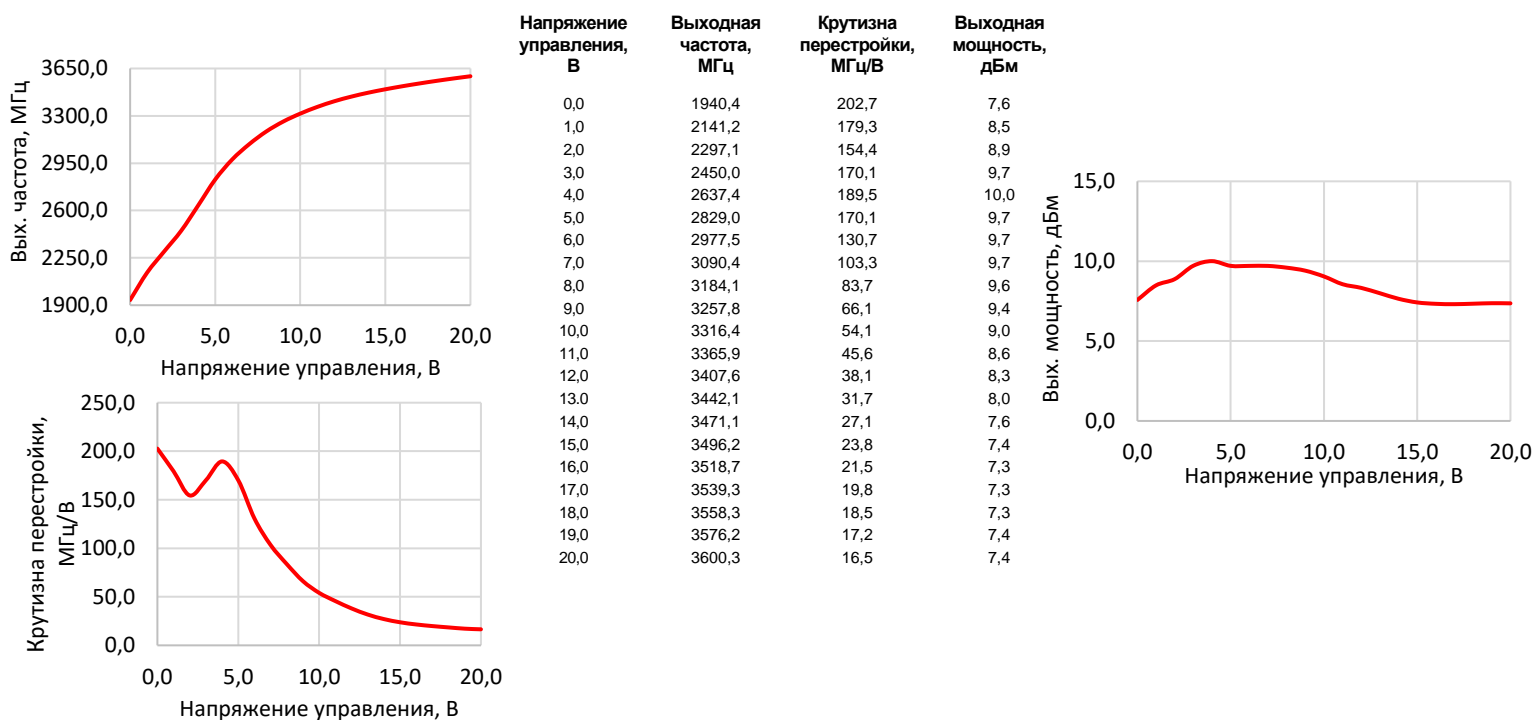 Вых. частота, МГц
3650,0
3300,0
2950,0
2600,0
2250,0
1900,0
0,0 5,0 10,0 15,0 20,0
Напряжение управления, В
Крутизна перестройки,
МГц/В
250,0
200,0
150,0
100,0
50,0
0,0
0,0 5,0 10,0 15,0 20,0
Напряжение управления, В
Напряжение Выходная Крутизна Выходная
управления, частота, перестройки, мощность,
В МГц МГц/В дБм
0,0 1940,4 202,7 7,6
1,0 2141,2 179,3 8,5
2,0 2297,1 154,4 8,9
3,0 2450,0 170,1 9,7
4,0 2637,4 189,5 10,0
5,0 2829,0 170,1 9,7
6,0 2977,5 130,7 9,7
7,0 3090,4 103,3 9,7
8,0 3184,1 83,7 9,6
9,0 3257,8 66,1 9,4
10,0 3316,4 54,1 9,0
11,0 3365,9 45,6 8,6
12,0 3407,6 38,1 8,3
13.0 3442,1 31,7 8,0
14,0 3471,1 27,1 7,6
15,0 3496,2 23,8 7,4
16,0 3518,7 21,5 7,3
17,0 3539,3 19,8 7,3
18,0 3558,3 18,5 7,3
19,0 3576,2 17,2 7,4
20,0 3600,3 16,5 7,4
Вых. мощность, дБм
15,0
10,0
5,0
0,0
0,0 5,0 10,0 15,0 20,0
Напряжение управления, В